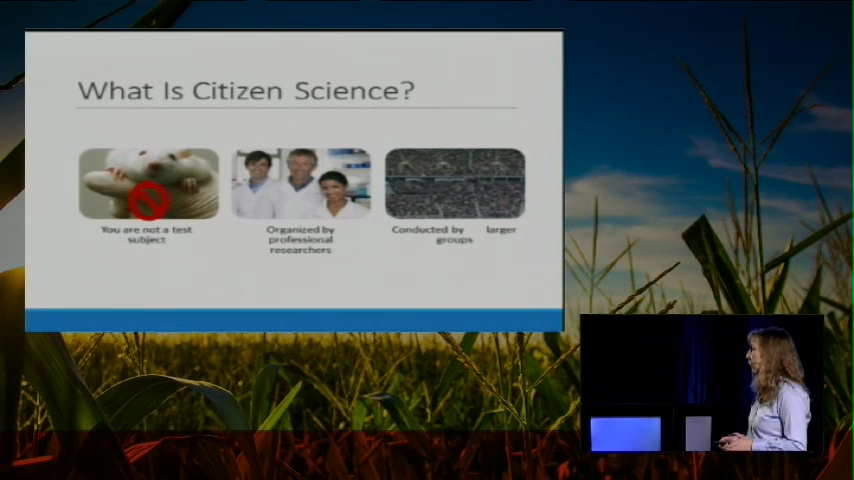 What Is Citizen Science?
You are not a test
subject
Organized by
professional
researchers
Conducted by larger
groups